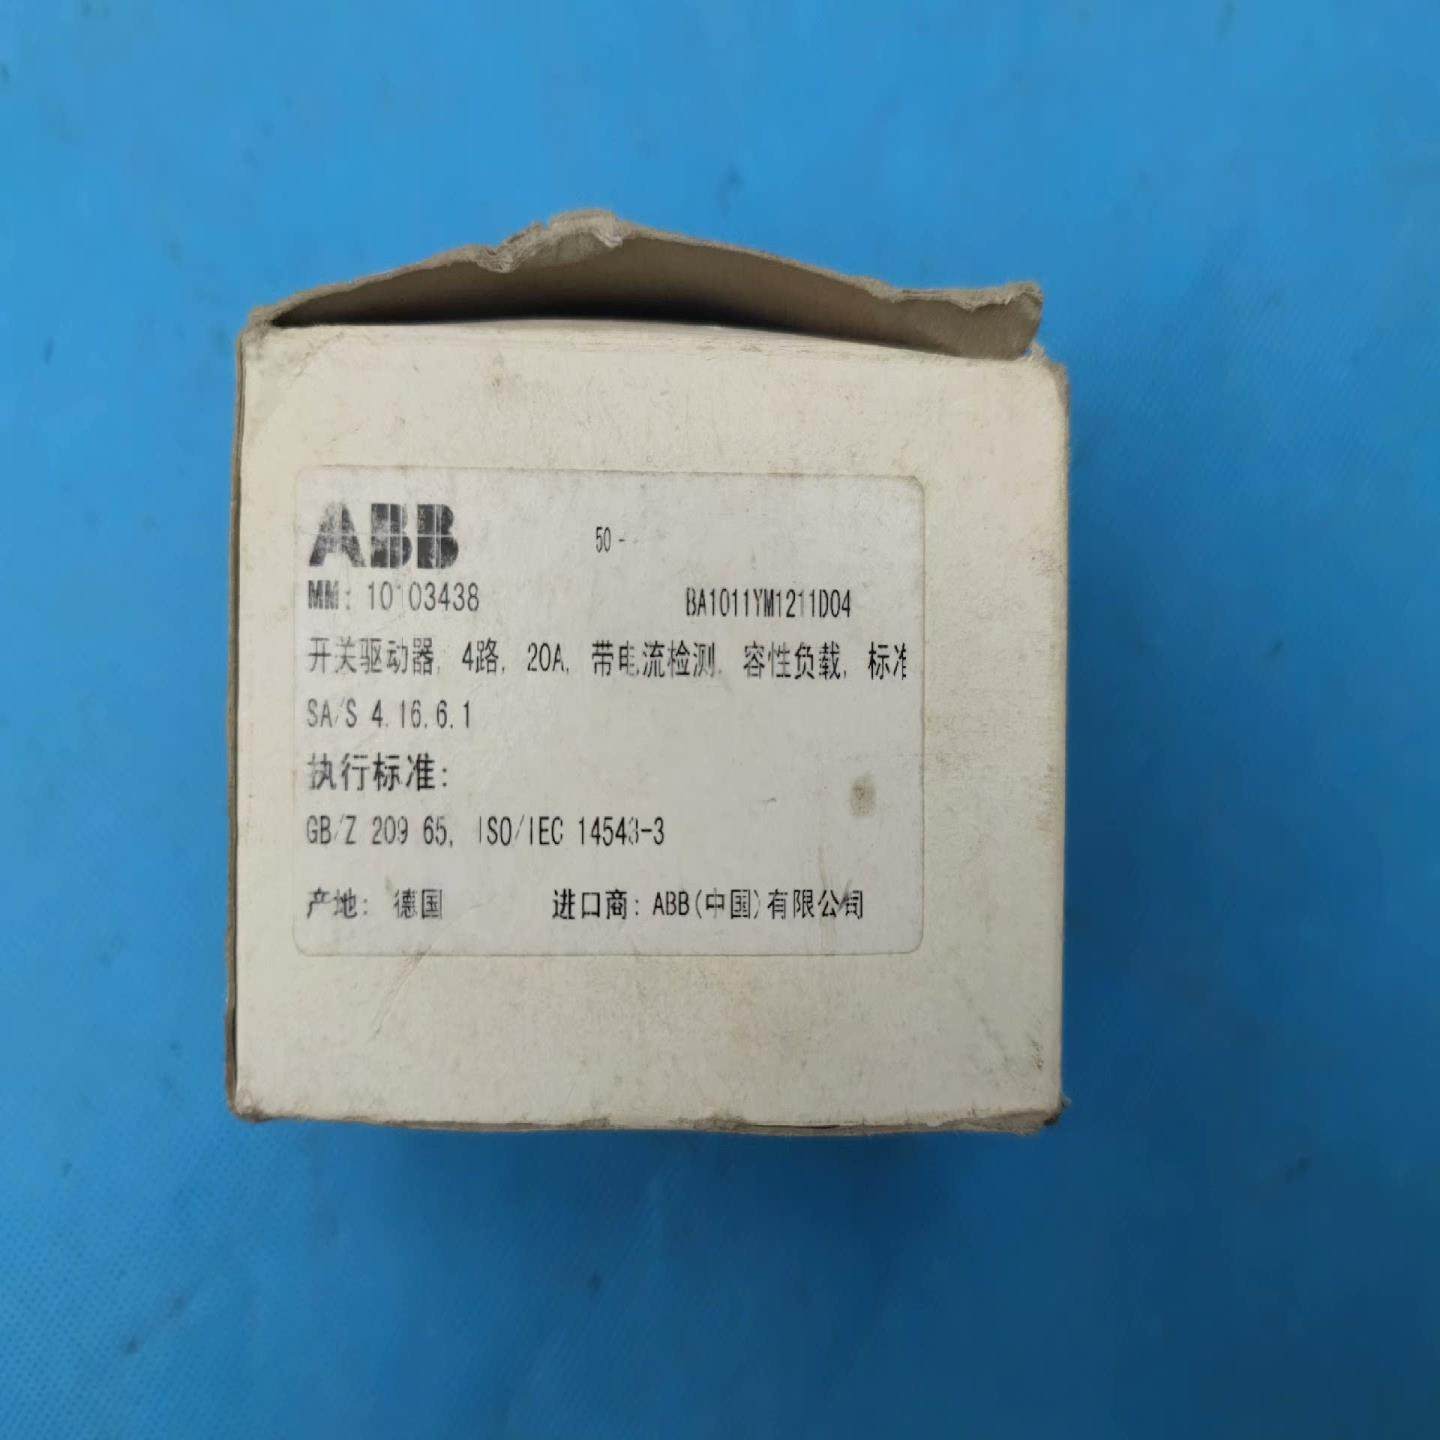 ABB
50 -
MM: 10103438 BA1011YM1211D04
开关驱动器, 4路, 20A, 带电流检测, 容性负载, 标准
SA/S 4.16.6.1
执行标准:
GB/Z 209 65, ISO/IEC 14543-3
产地: 德国 进口商: ABB(中国)有限公司